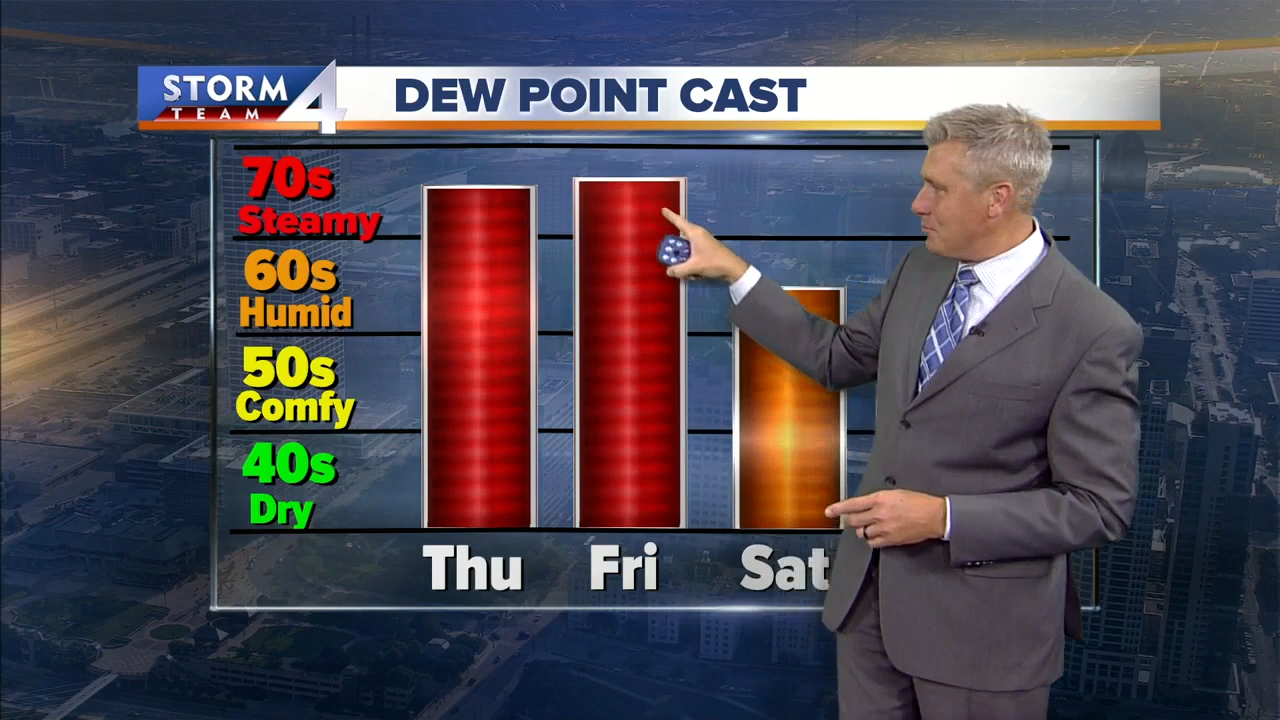 STORM
TEAM
4
DEW POINT CAST
70s
Steamy
60s
Humid
50s
Comfy
40s
Dry
Thu Fri Sat